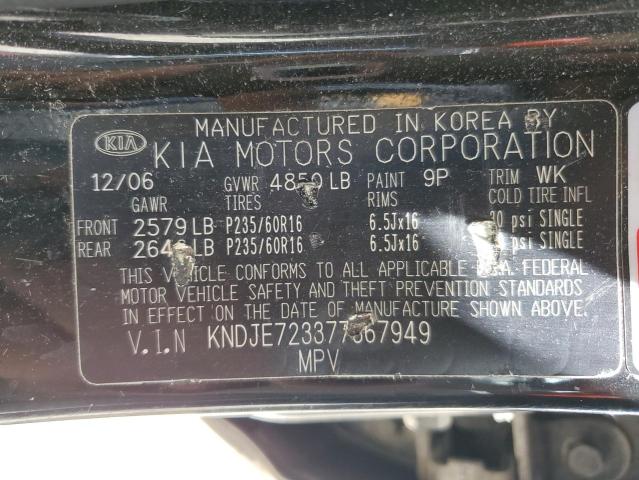 MANUFACTURED IN KOREA BY
KIA KIA MOTORS CORPORATION
12/06 GVWR 4850 LB PAINT 9P TRIM WK
GAWR TIRES RIMS COLD TIRE INFL
FRONT 2579 LB P235/60R16 6.5Jx16 30 psi SINGLE
REAR LB P235/60R16 6.5Jx16 psi SINGLE
THIS VEHICLE CONFORMS TO ALL APPLICABLE U.S.A. FEDERAL
MOTOR VEHICLE SAFETY AND THEFT PREVENTION STANDARDS
IN EFFECT ON THE DATE OF MANUFACTURE SHOWN ABOVE.
V.I.N
MPV